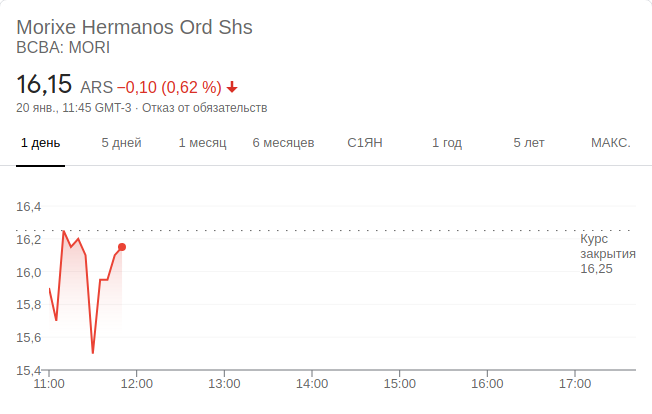 Morixe Hermanos Ord Shs
BCBA: MORI
16,15 ARS −0,10 (0,62 %)
20 янв., 11:45 GMT-3 · Отказ от обязательств
1 день 5 дней 1 месяц 6 месяцев С1ЯН 1 год 5 лет МАКС.
16,4
16,2
Курс
закрытия
16,0
16,25
15,8
15,6
15,4
11:00 12:00 13:00 14:00 15:00 16:00 17:00